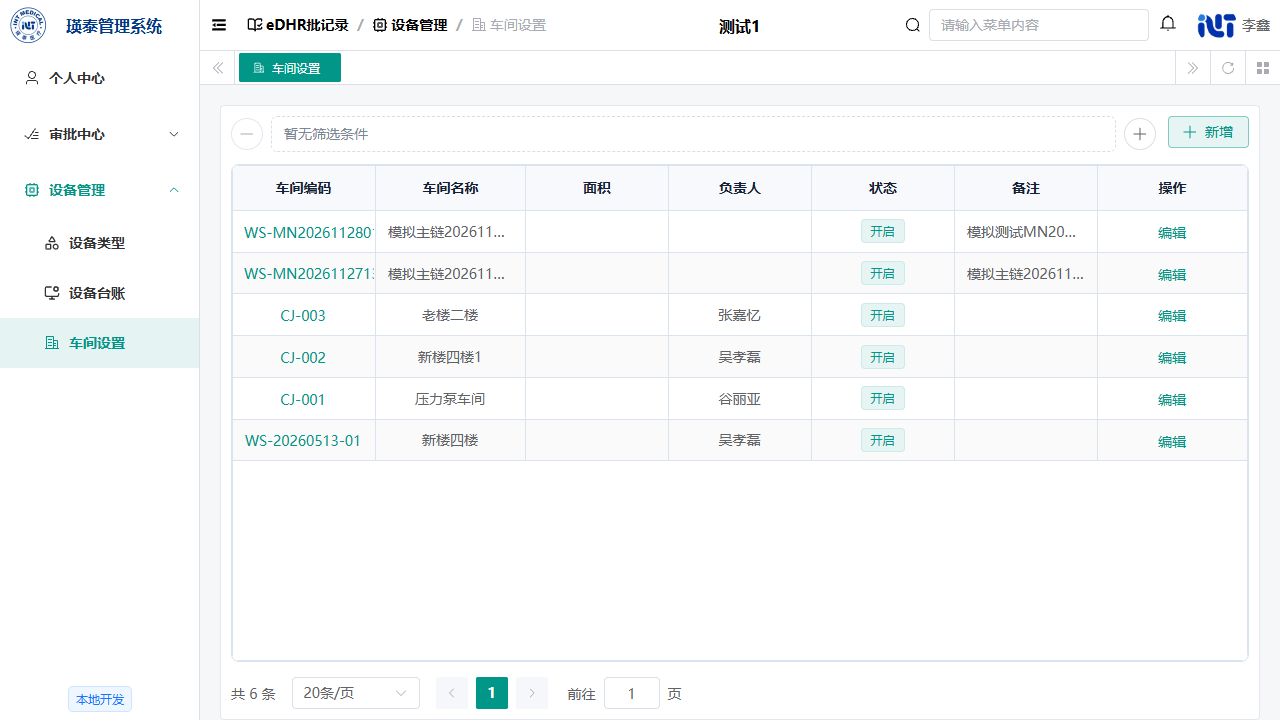 瑛泰管理系统
eDHR批记录 / 设备管理 / 车间设置
测试1
请输入菜单内容
李鑫
个人中心
审批中心
设备管理
设备类型
设备台账
车间设置
本地开发
车间设置
暂无筛选条件
新增
车间编码 车间名称 面积 负责人 状态 备注 操作
WS-MN202611280 模拟主链202611... 开启 模拟测试MN20... 编辑
WS-MN202611271 模拟主链202611... 开启 模拟主链202611... 编辑
CJ-003 老楼二楼 张嘉忆 开启 编辑
CJ-002 新楼四楼1 吴孝磊 开启 编辑
CJ-001 压力泵车间 谷丽亚 开启 编辑
WS-20260513-01 新楼四楼 吴孝磊 开启 编辑
共 6 条 20条/页 1 前往 1 页